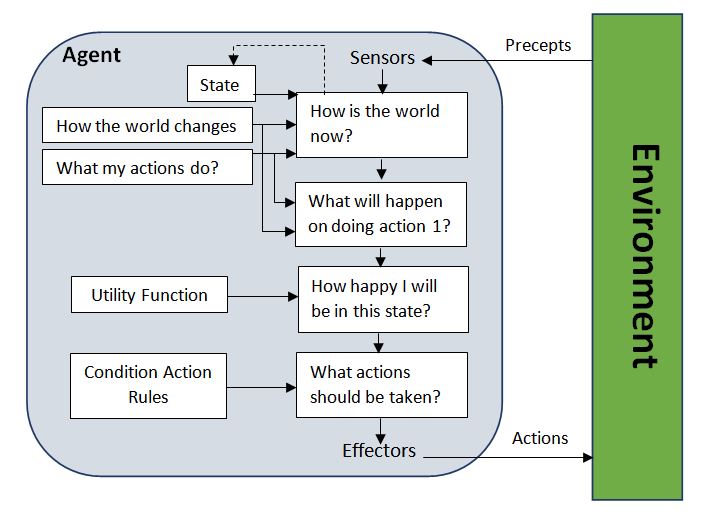 Agent
Sensors
Precepts
State
How is the world
now?
How the world changes
What my actions do?
What will happen
on doing action 1?
Utility Function
How happy I will
be in this state?
Condition Action
Rules
What actions
should be taken?
Effectors
Actions
Environment